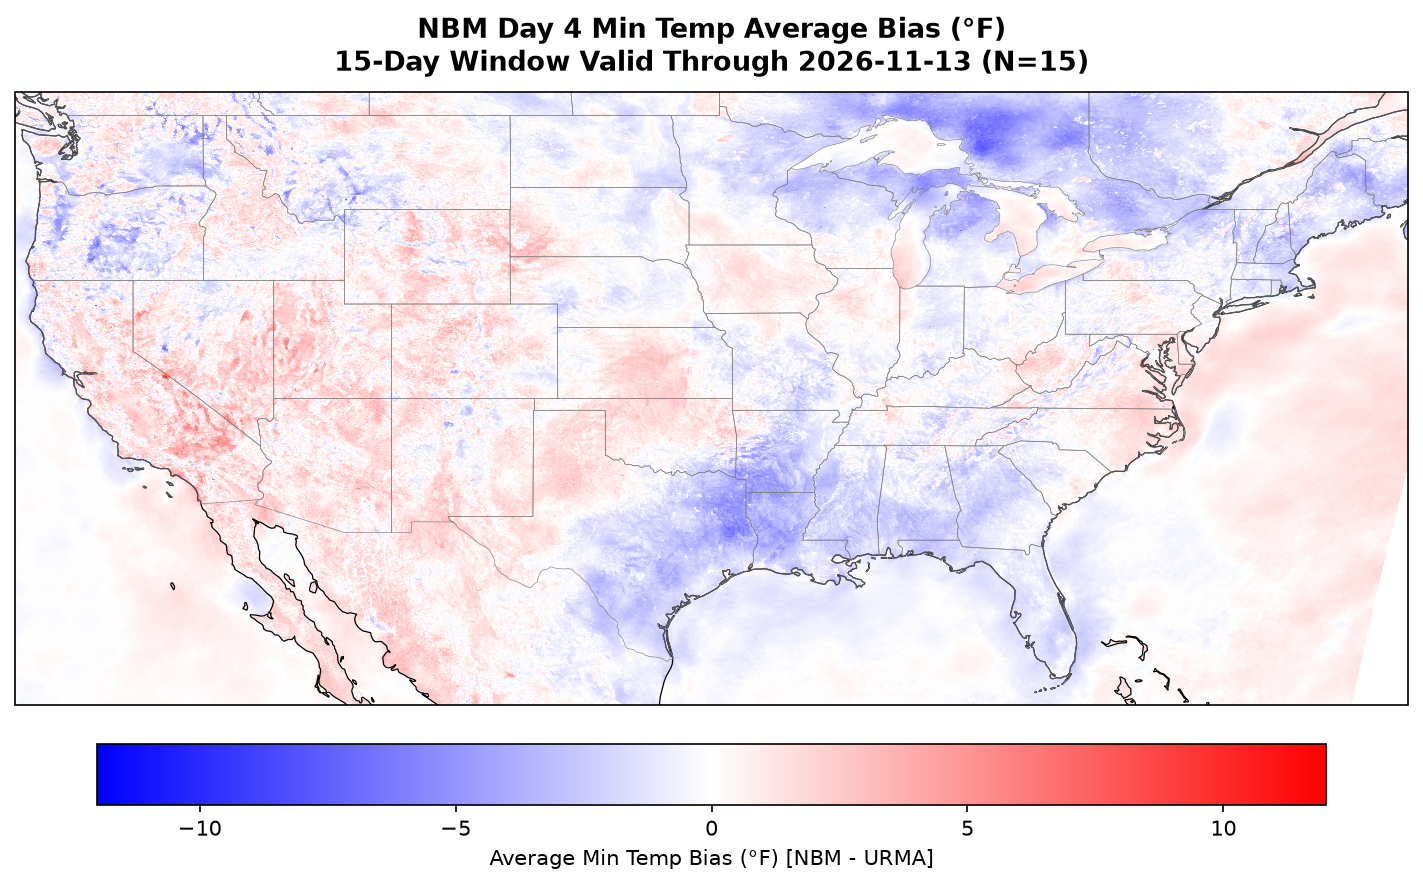 NBM Day 4 Min Temp Average Bias (°F)
15-Day Window Valid Through 2026-11-13 (N=15)
−10 −5 0 5 10
Average Min Temp Bias (°F) [NBM - URMA]